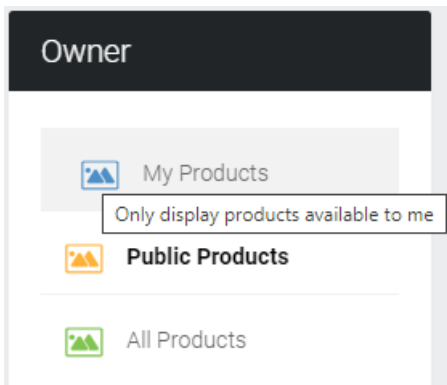 Owner
My Products
Only display products available to me
Public Products
All Products